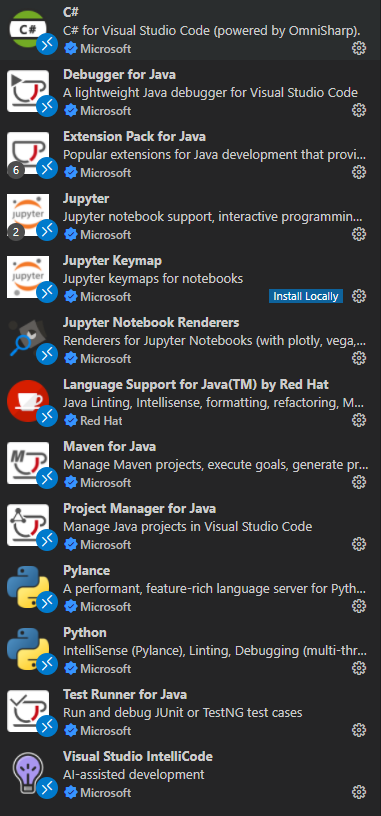 C#
C# for Visual Studio Code (powered by OmniSharp).
Microsoft
Debugger for Java
A lightweight Java debugger for Visual Studio Code
Microsoft
Extension Pack for Java
Popular extensions for Java development that provi...
6
Microsoft
Jupyter
Jupyter notebook support, interactive programmin...
jupyter
2
Microsoft
Jupyter Keymap
Jupyter keymaps for notebooks
jupyter
Microsoft
Install Locally
Jupyter Notebook Renderers
Renderers for Jupyter Notebooks (with plotly, vega,...
Microsoft
Language Support for Java(TM) by Red Hat
Java Linting, Intellisense, formatting, refactoring, M...
Red Hat
Maven for Java
M
Manage Maven projects, execute goals, generate pr...
Microsoft
Project Manager for Java
Manage Java projects in Visual Studio Code
Microsoft
Pylance
A performant, feature-rich language server for Pyth...
Microsoft
Python
IntelliSense (Pylance), Linting, Debugging (multi-thr...
Microsoft
Test Runner for Java
Run and debug JUnit or TestNG test cases
Microsoft
Visual Studio IntelliCode
AI-assisted development
Microsoft